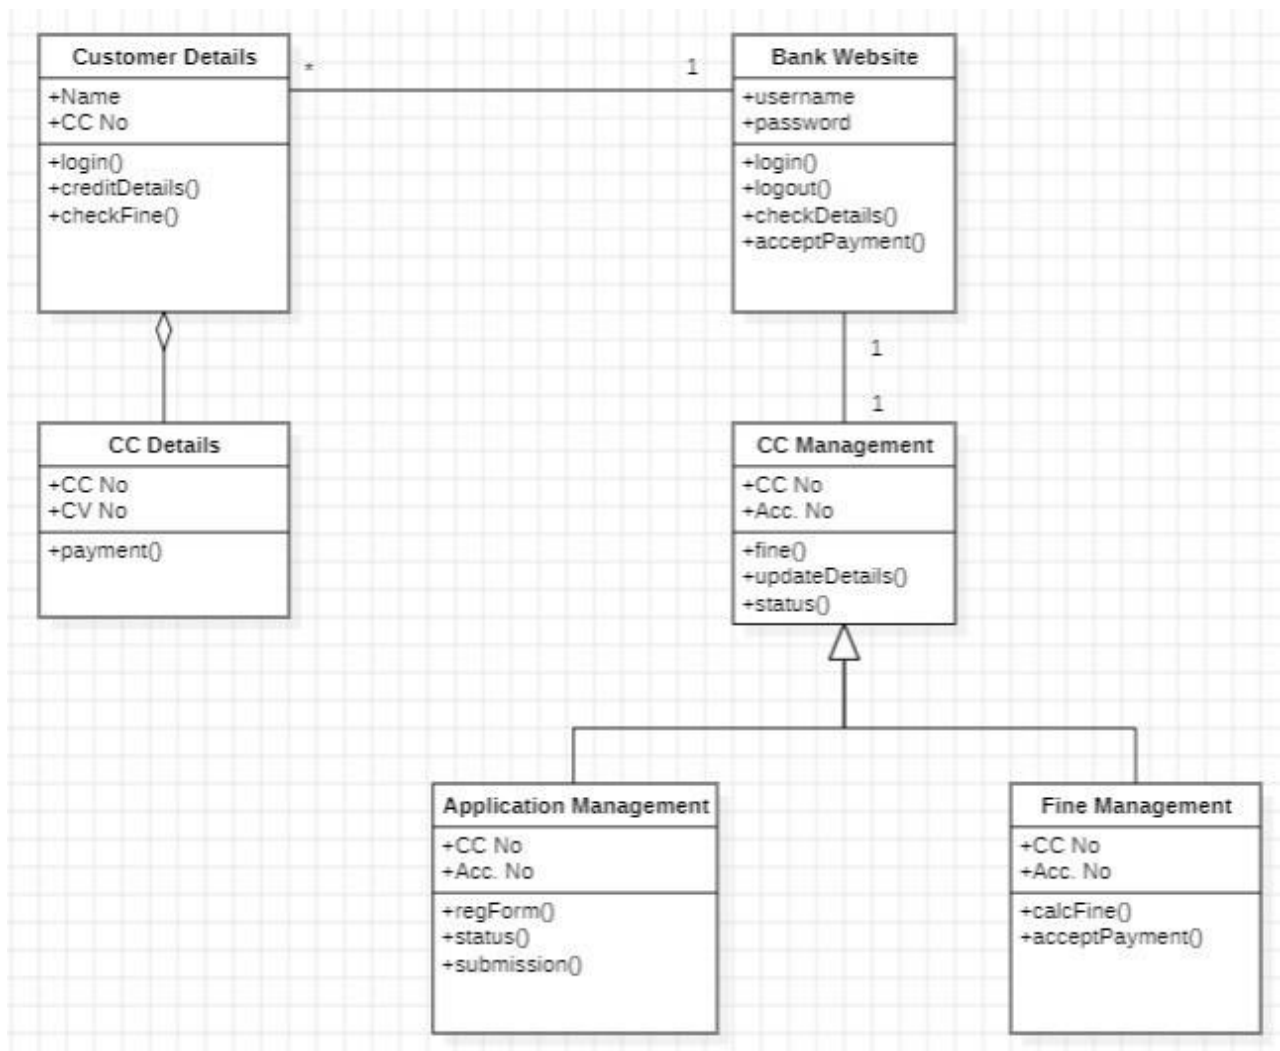 Customer Details
+Name
+CC No
+login()
+creditDetails()
+checkFine()
*
1
Bank Website
+username
+password
+login()
+logout()
+checkDetails()
+acceptPayment()
1
1
CC Details
+CC No
+CV No
+payment()
CC Management
+CC No
+Acc. No
+fine()
+updateDetails()
+status()
Application Management
+CC No
+Acc. No
+regForm()
+status()
+submission()
Fine Management
+CC No
+Acc. No
+calcFine()
+acceptPayment()